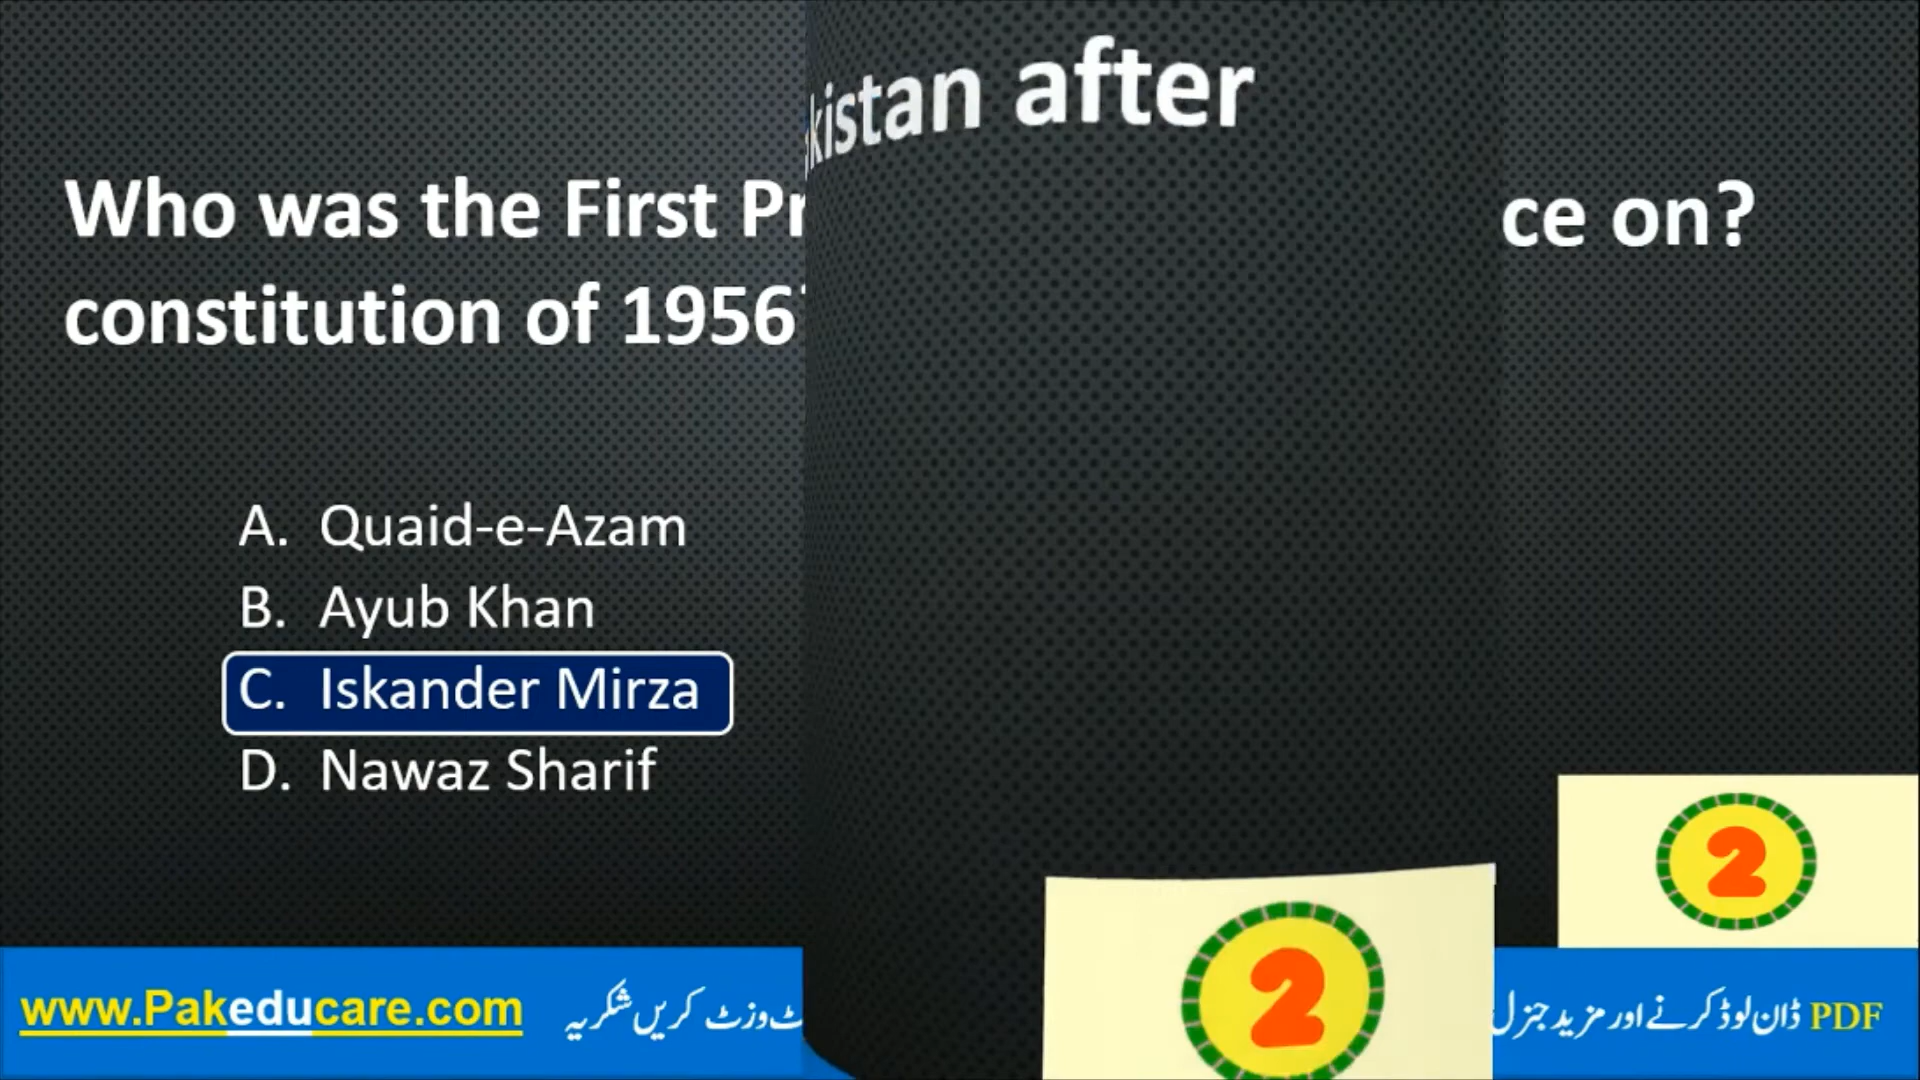 kistan after
Who was the First Pr
ce on?
constitution of 1956
A. Quaid-e-Azam
B. Ayub Khan
C. Iskander Mirza
D. Nawaz Sharif
2
2
www.Pakeducare.com
وزٹ کریں شکریہ
PDF ڈان لوڈ کرنے اور مزید جنرل